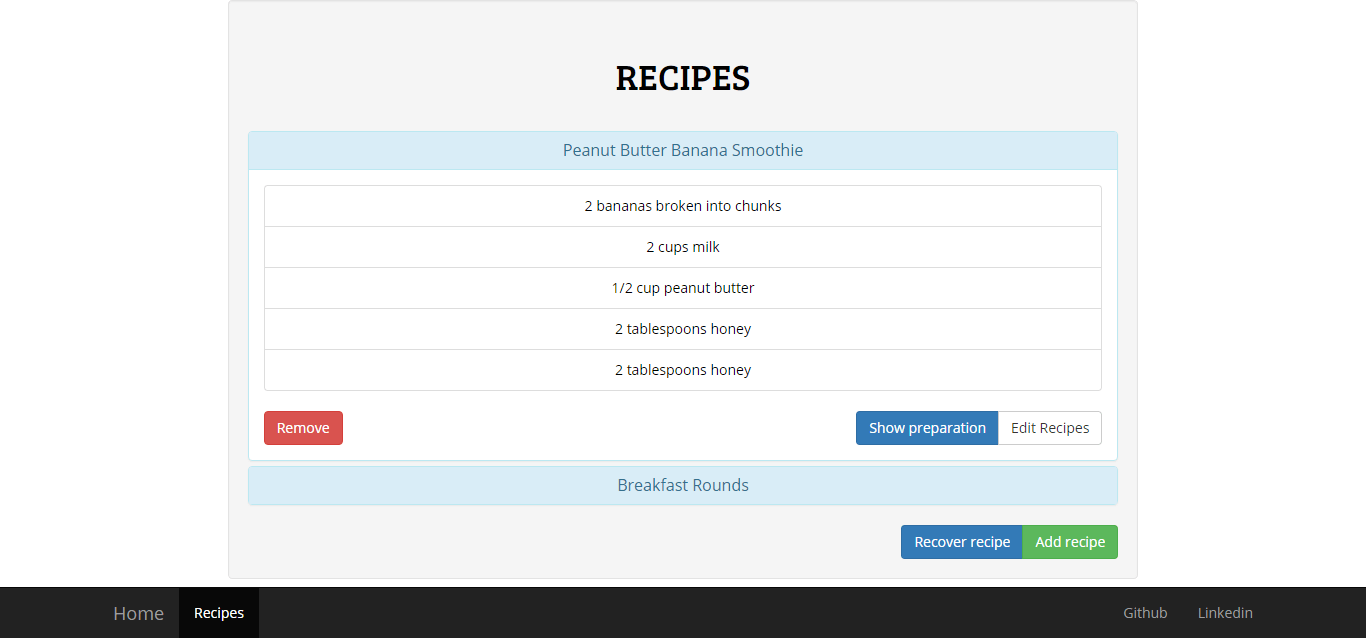 RECIPES
Peanut Butter Banana Smoothie
2 bananas broken into chunks
2 cups milk
1/2 cup peanut butter
2 tablespoons honey
2 tablespoons honey
Remove Show preparation Edit Recipes
Breakfast Rounds
Recover recipe Add recipe
Home Recipes Github Linkedin